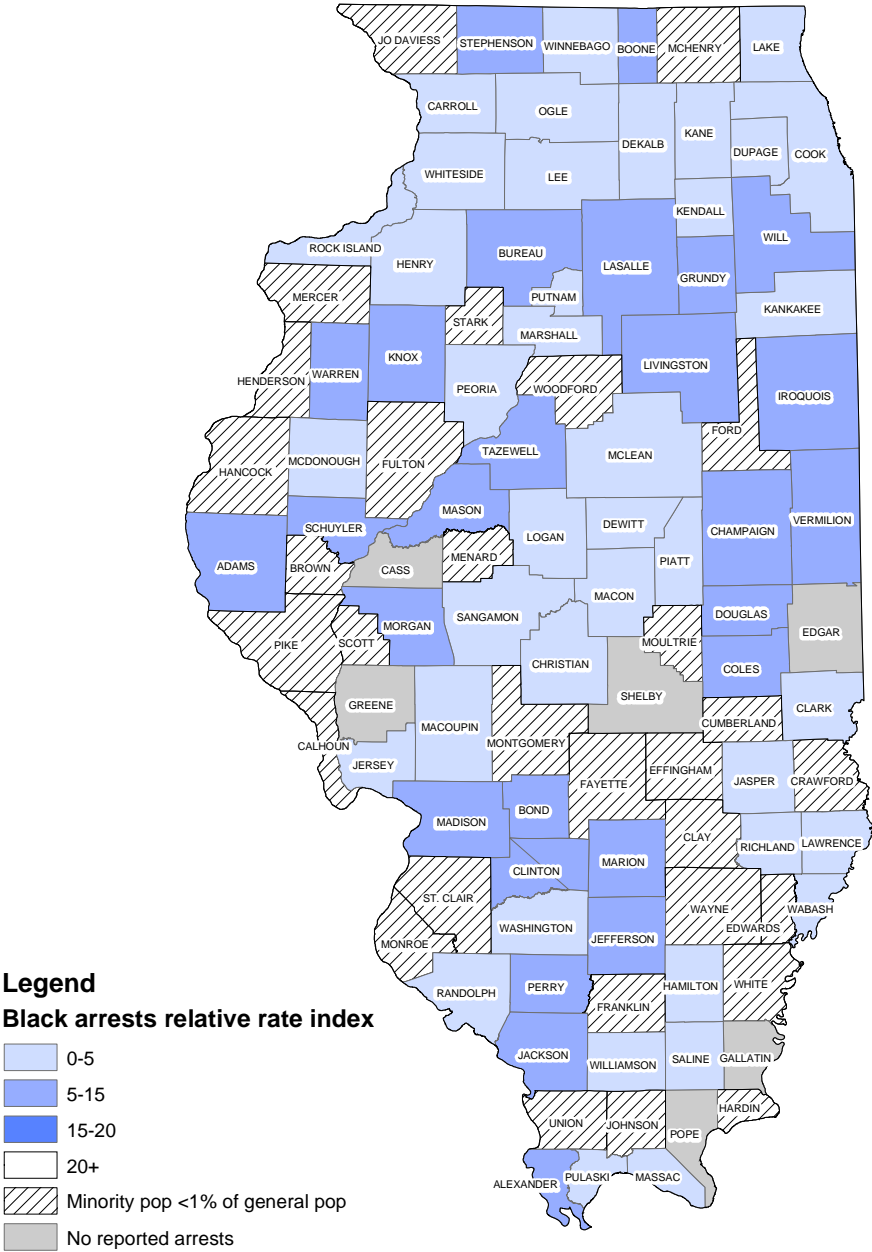 JO DAVIESS
STEPHENSON
WINNEBAGO
BOONE
MCHENRY
LAKE
CARROLL
OGLE
DEKALB
KANE
DUPAGE
COOK
WHITESIDE
LEE
KENDALL
ROCK ISLAND
HENRY
BUREAU
LASALLE
GRUNDY
WILL
MERCER
PUTNAM
KANKAKEE
STARK
MARSHALL
HENDERSON
WARREN
KNOX
PEORIA
WOODFORD
LIVINGSTON
IROQUOIS
FORD
HANCOCK
MCDONOUGH
FULTON
TAZEWELL
MCLEAN
MASON
SCHUYLER
LOGAN
DEWITT
CHAMPAIGN
VERMILION
ADAMS
BROWN
CASS
MENARD
PIATT
MACON
PIKE
SCOTT
MORGAN
SANGAMON
DOUGLAS
EDGAR
MOULTRIE
CHRISTIAN
COLES
SHELBY
GREENE
MACOUPIN
CLARK
CUMBERLAND
CALHOUN
JERSEY
MONTGOMERY
FAYETTE
EFFINGHAM
JASPER
CRAWFORD
MADISON
BOND
CLAY
RICHLAND
LAWRENCE
MARION
CLINTON
ST. CLAIR
WASHINGTON
WAYNE
EDWARDS
WABASH
MONROE
JEFFERSON
RANDOLPH
PERRY
FRANKLIN
HAMILTON
WHITE
JACKSON
WILLIAMSON
SALINE
GALLATIN
UNION
JOHNSON
POPE
HARDIN
ALEXANDER
PULASKI
MASSAC
Legend
Black arrests relative rate index
0-5
5-15
15-20
20+
Minority pop <1% of general pop
No reported arrests